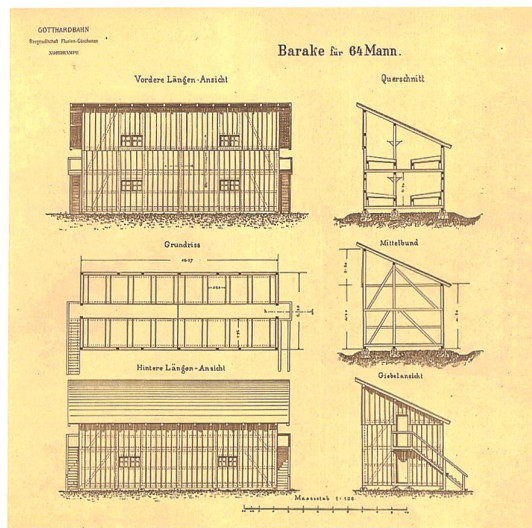 GOTTHARDBAHN
Baugesellschaft Flüelen-Göschenen
NORDRAMPE
Barake für 64 Mann.
Vordere Längen-Ansicht
Querschnitt
Grundriss
Mittelbund
Hintere Längen-Ansicht
Giebelansicht
Maasstab 1:100